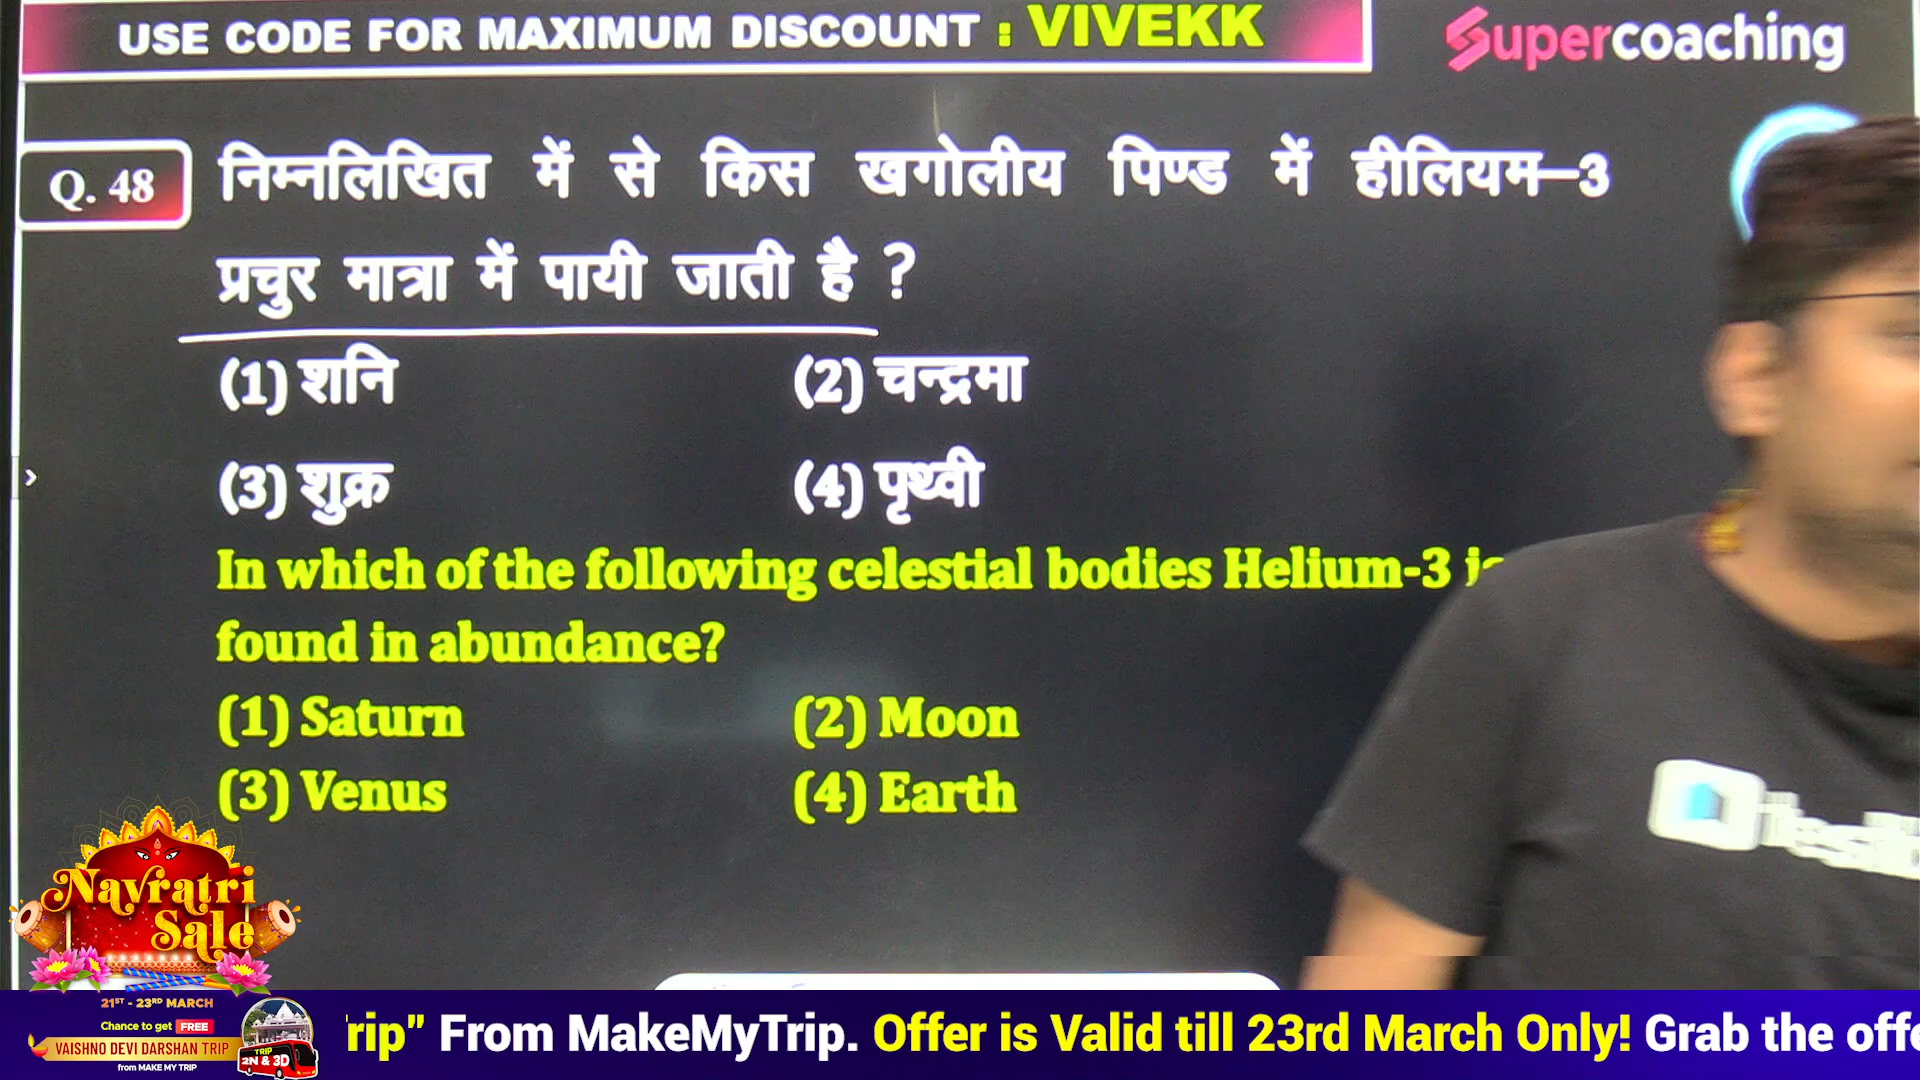 USE CODE FOR MAXIMUM DISCOUNT : VIVEKK
Supercoaching
Q. 48
निम्नलिखित में से किस खगोलीय पिण्ड में हीलियम–3
प्रचुर मात्रा में पायी जाती है ?
(1) शनि (2) चन्द्रमा
(3) शुक्र (4) पृथ्वी
In which of the following celestial bodies Helium-3
found in abundance?
(1) Saturn (2) Moon
(3) Venus (4) Earth
Navratri
Sale
21ST - 23RD MARCH
Chance to get FREE
VAISHNO DEVI DARSHAN TRIP
from MAKE MY TRIP
TRIP
2N & 3D
rip” From MakeMyTrip. Offer is Valid till 23rd March Only! Grab the offe